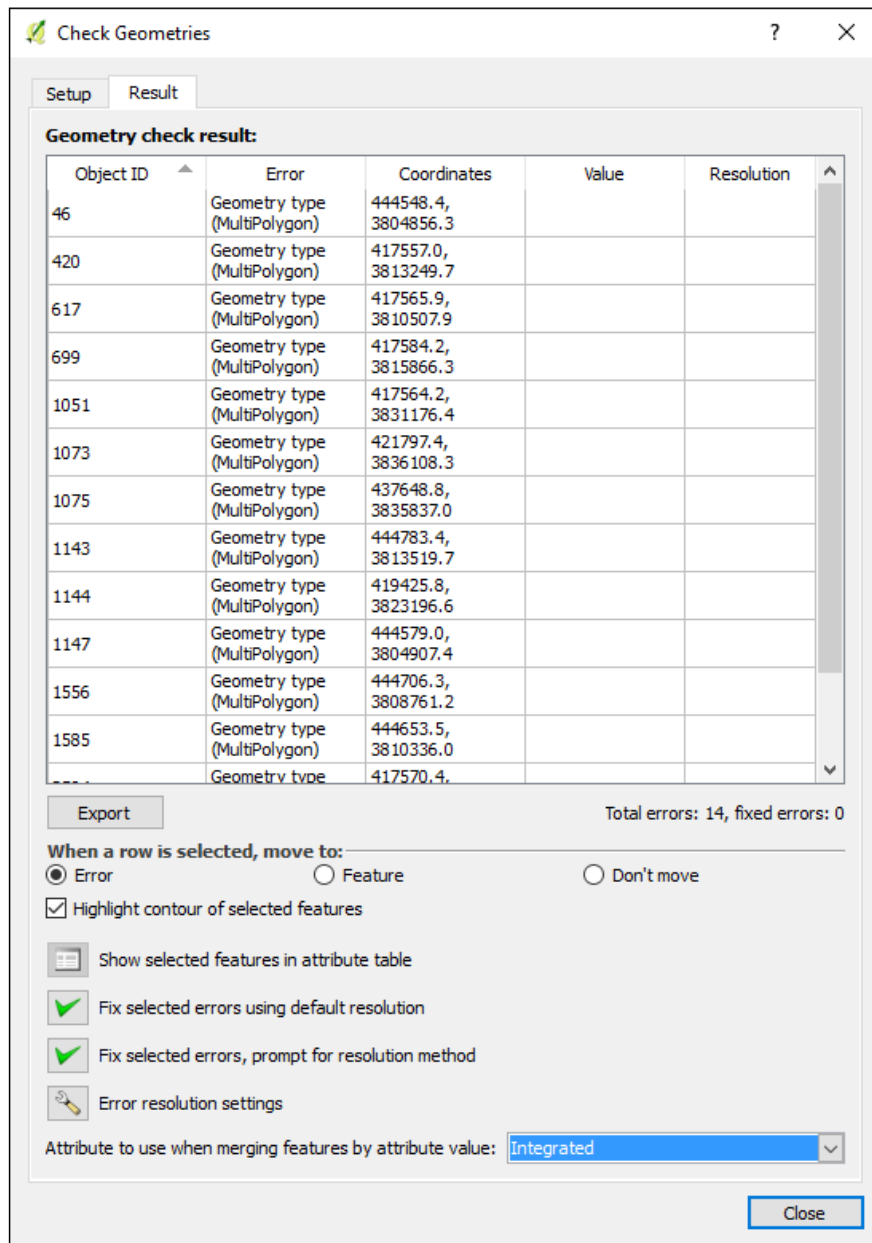 Check Geometries ?
Setup Result
Geometry check result:
Object ID Error Coordinates Value Resolution
46 Geometry type (MultiPolygon) 444548.4, 3804856.3
420 Geometry type (MultiPolygon) 417557.0, 3813249.7
617 Geometry type (MultiPolygon) 417565.9, 3810507.9
699 Geometry type (MultiPolygon) 417584.2, 3815866.3
1051 Geometry type (MultiPolygon) 417564.2, 3831176.4
1073 Geometry type (MultiPolygon) 421797.4, 3836108.3
1075 Geometry type (MultiPolygon) 437648.8, 3835837.0
1143 Geometry type (MultiPolygon) 444783.4, 3813519.7
1144 Geometry type (MultiPolygon) 419425.8, 3823196.6
1147 Geometry type (MultiPolygon) 444579.0, 3804907.4
1556 Geometry type (MultiPolygon) 444706.3, 3808761.2
1585 Geometry type (MultiPolygon) 444653.5, 3810336.0
Geometry type 417570.4,
Export Total errors: 14, fixed errors: 0
When a row is selected, move to:
Error Feature Don't move
Highlight contour of selected features
Show selected features in attribute table
Fix selected errors using default resolution
Fix selected errors, prompt for resolution method
Error resolution settings
Attribute to use when merging features by attribute value: Integrated
Close